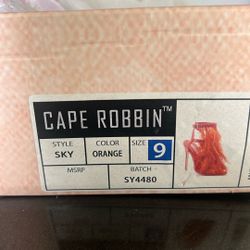 CAPE ROBBIN™
STYLE COLOR SIZE 9
SKY ORANGE
MSRP BATCH
SY4480